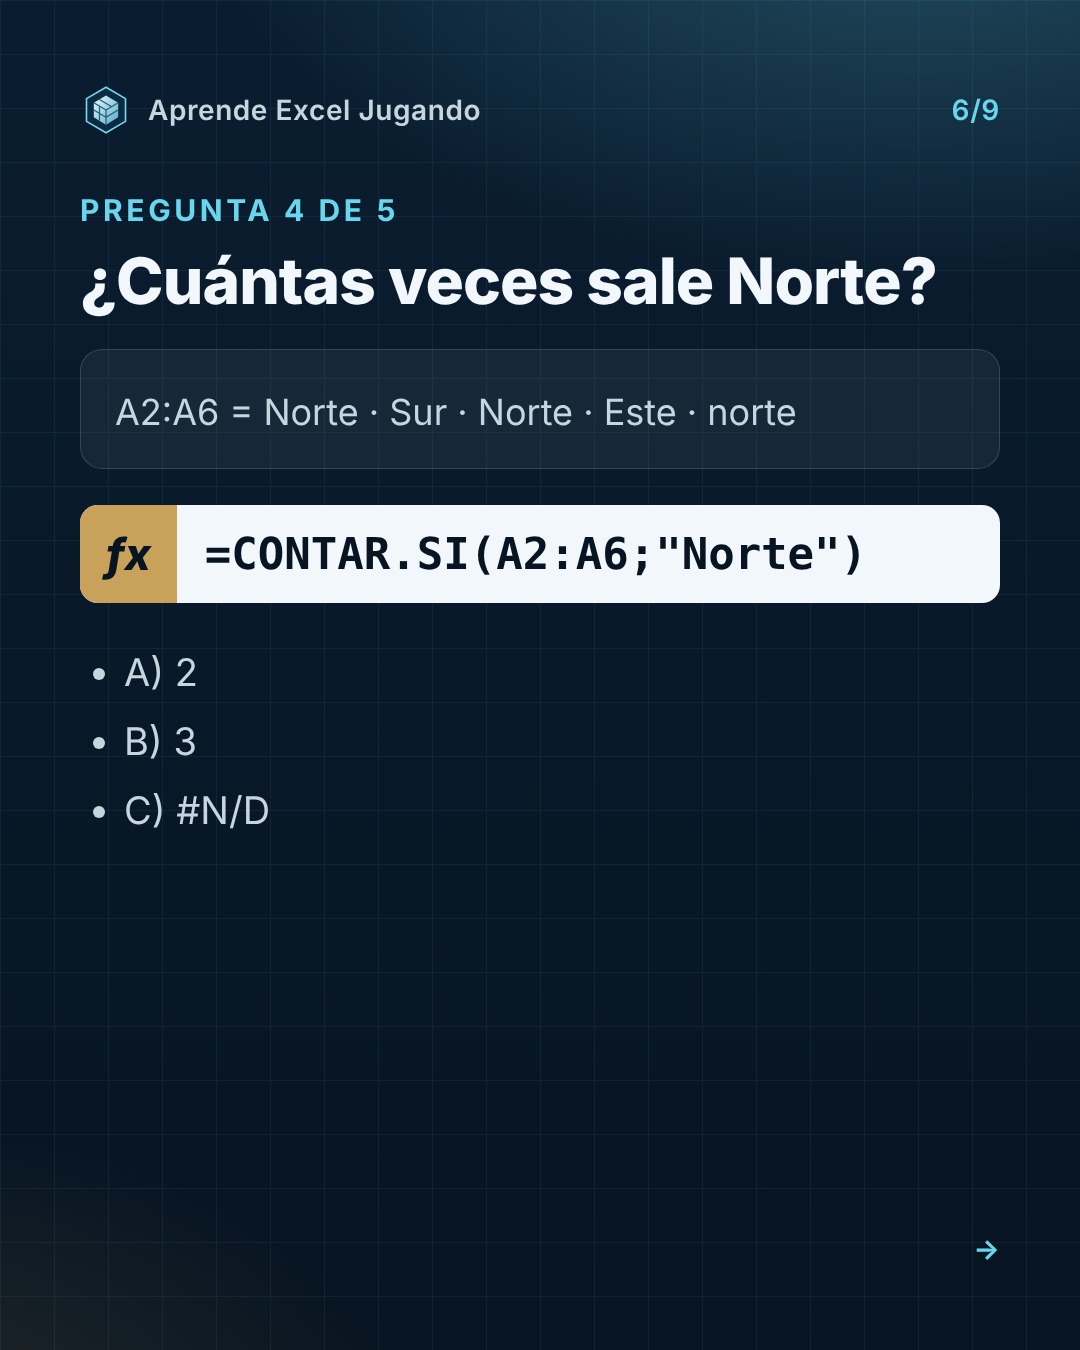 Aprende Excel Jugando
6/9
PREGUNTA 4 DE 5
¿Cuántas veces sale Norte?
A2:A6 = Norte · Sur · Norte · Este · norte
fx =CONTAR.SI(A2:A6;"Norte")
• A) 2
• B) 3
• C) #N/D
→